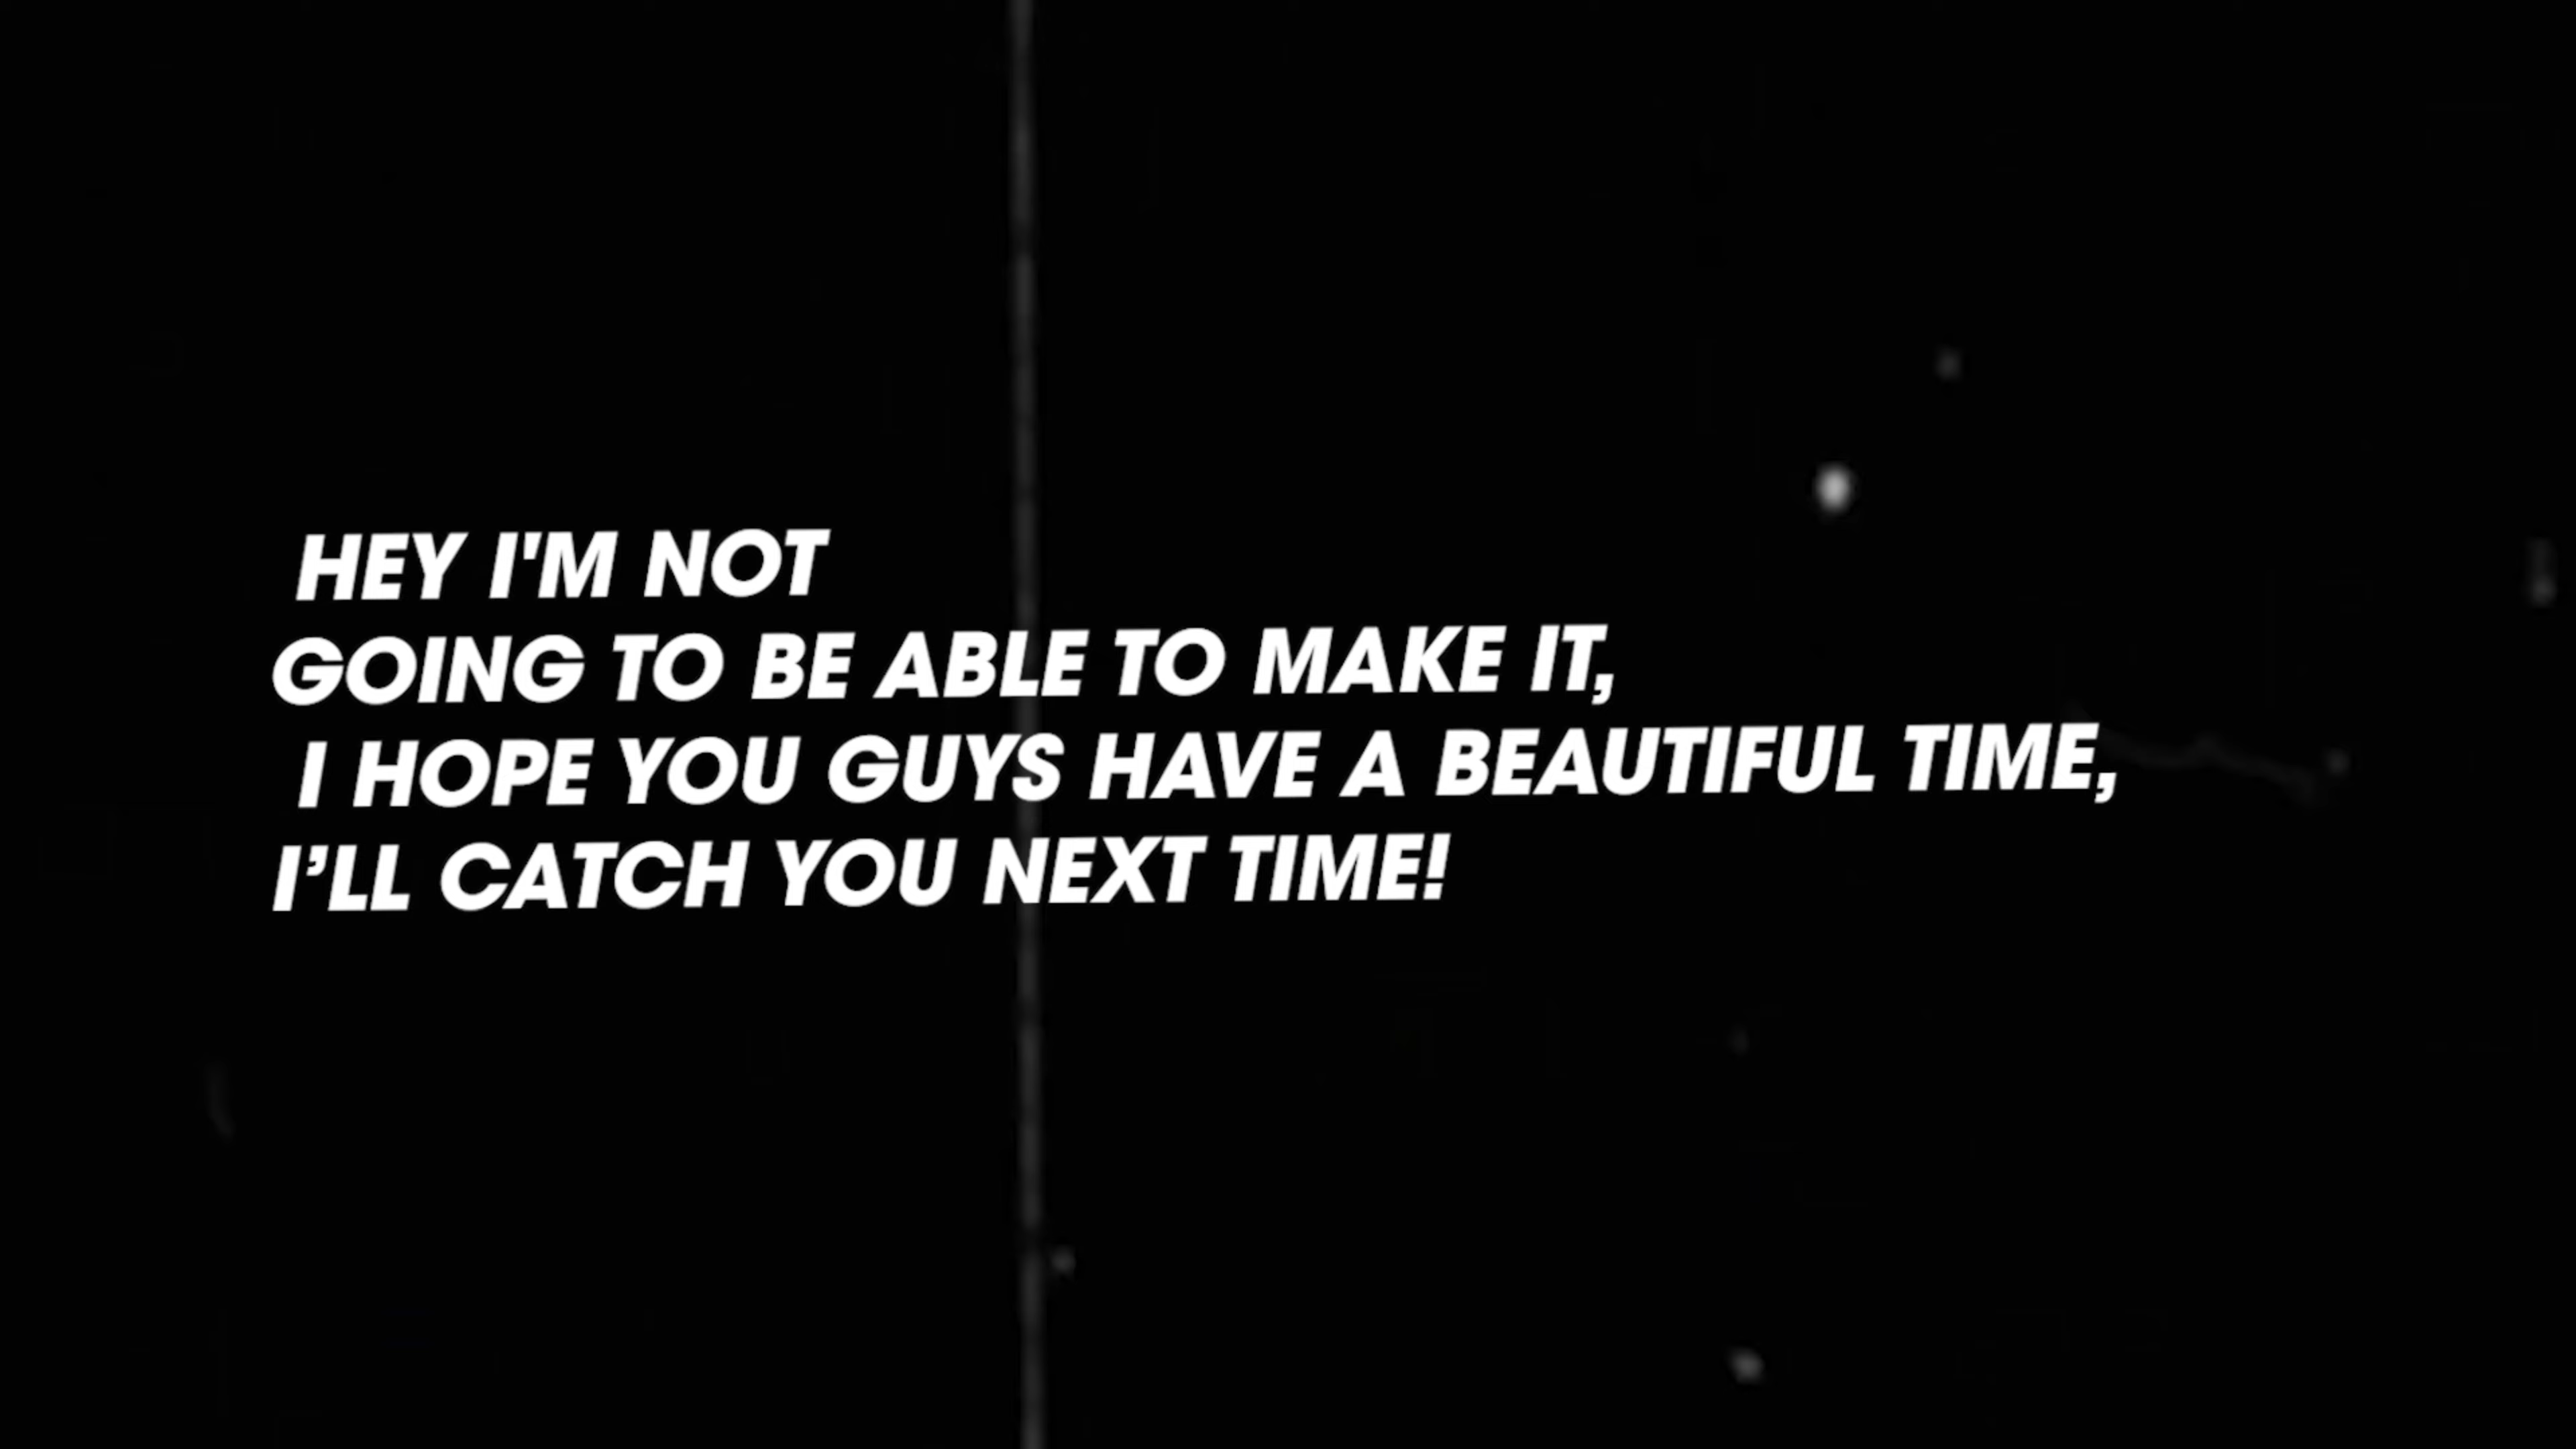 HEY I'M NOT
GOING TO BE ABLE TO MAKE IT,
I HOPE YOU GUYS HAVE A BEAUTIFUL TIME,
I’LL CATCH YOU NEXT TIME!